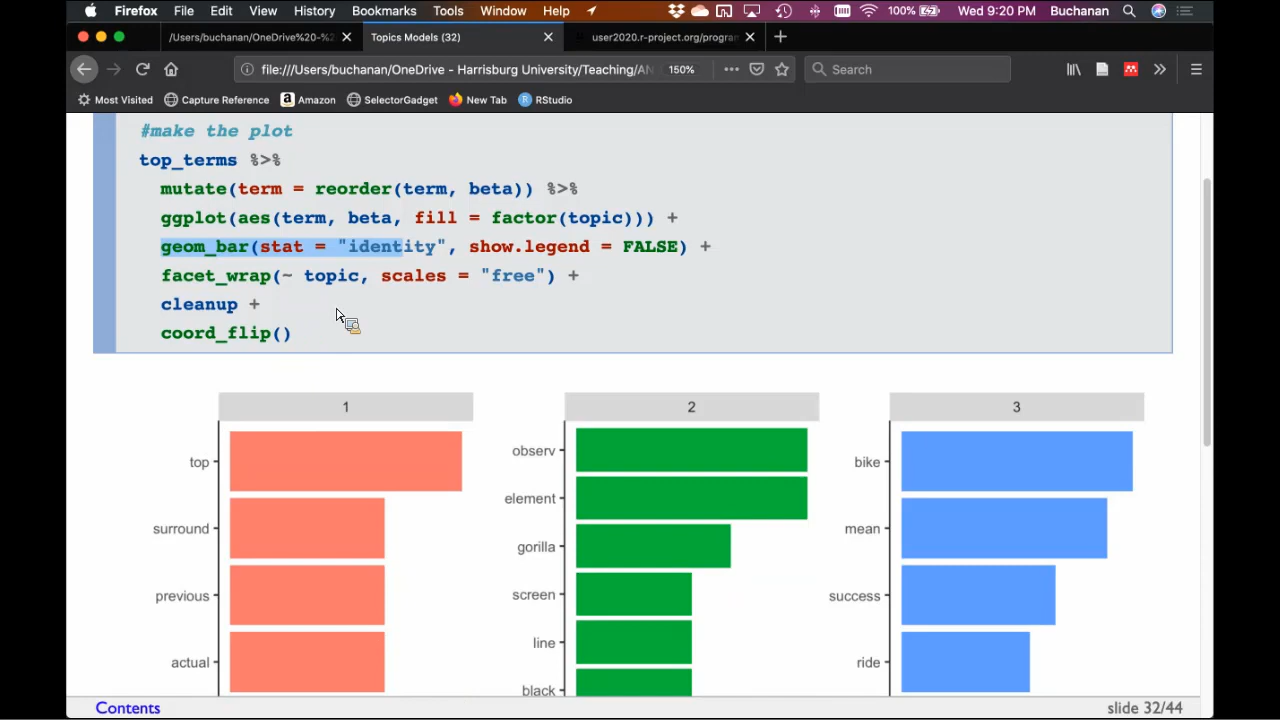 Firefox File Edit View History Bookmarks Tools Window Help 100% Wed 9:20 PM Buchanan
/Users/buchanan/OneDrive%20-% Topics Models (32) user2020.r-project.org/program
file:///Users/buchanan/OneDrive - Harrisburg University/Teaching/AN 150% Search
Most Visited Capture Reference Amazon SelectorGadget New Tab RStudio
#make the plot
top_terms %>%
mutate(term = reorder(term, beta)) %>%
ggplot(aes(term, beta, fill = factor(topic))) +
geom_bar(stat = "identity", show.legend = FALSE) +
facet_wrap(~ topic, scales = "free") +
cleanup +
coord_flip()
1 2 3
top
surround
previous
actual
observ
element
gorilla
screen
line
black
bike
mean
success
ride
Contents slide 32/44